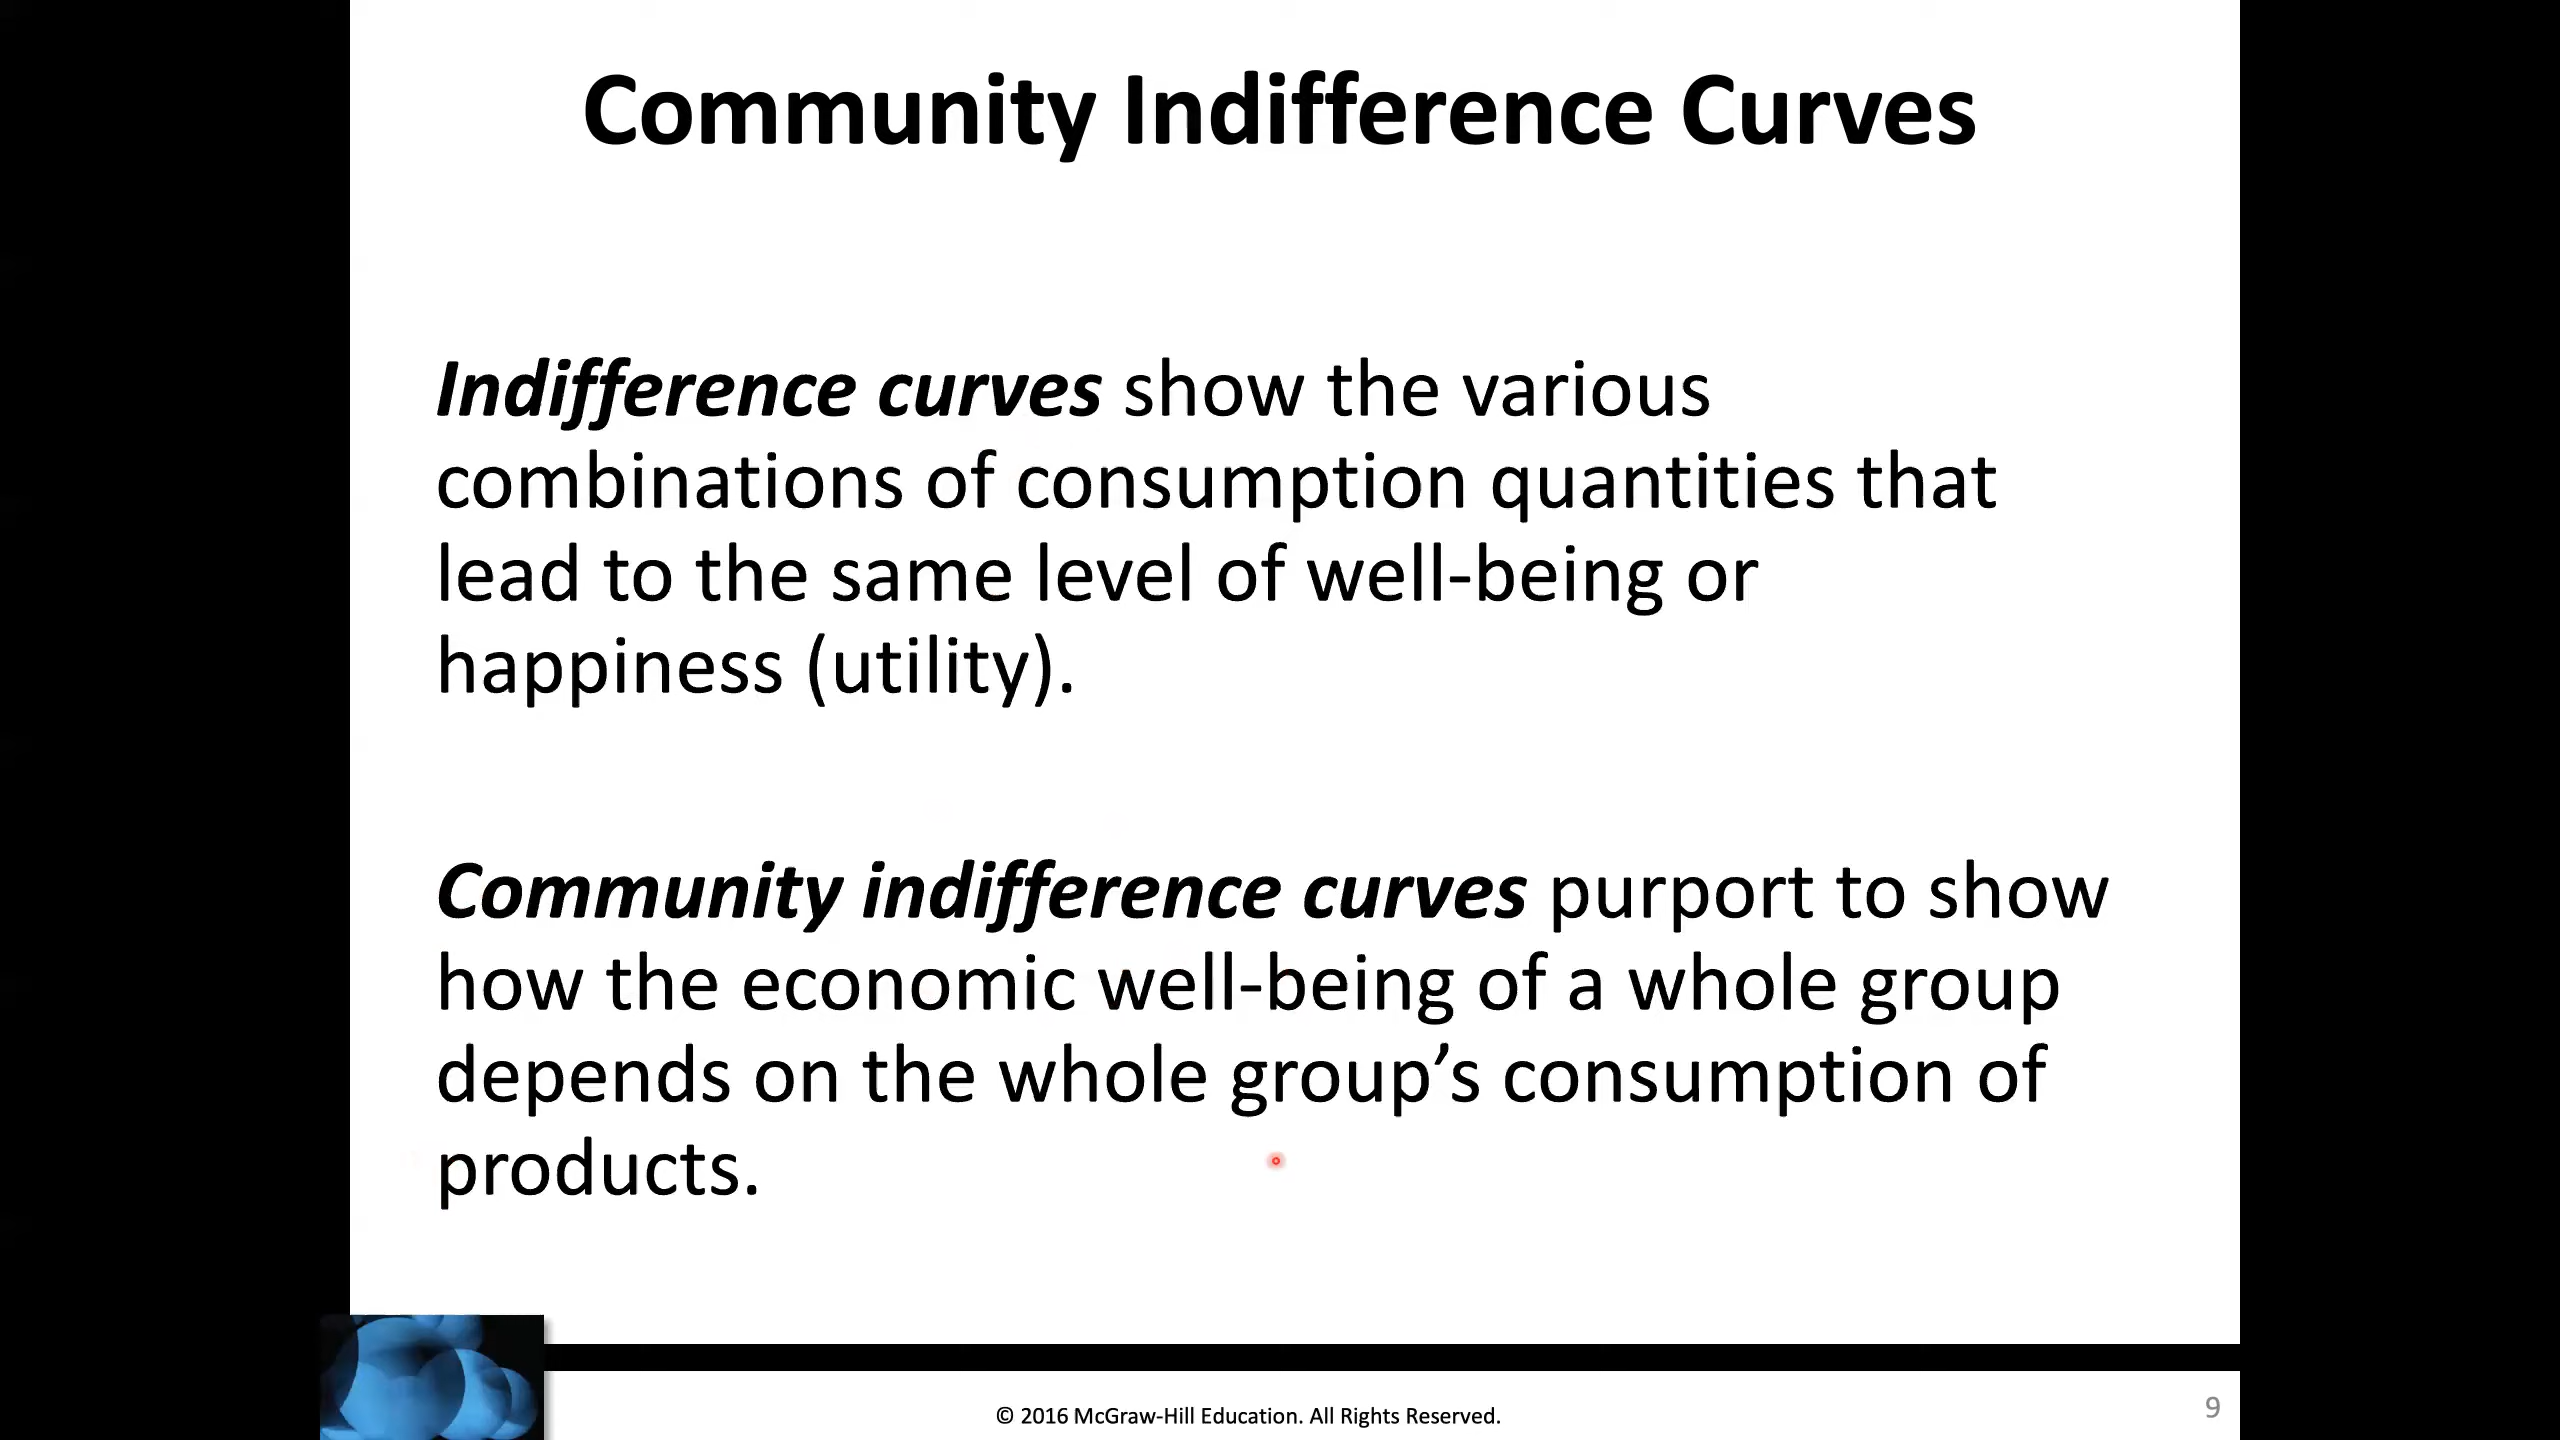 Community Indifference Curves
Indifference curves show the various
combinations of consumption quantities that
lead to the same level of well-being or
happiness (utility).
Community indifference curves purport to show
how the economic well-being of a whole group
depends on the whole group’s consumption of
products.
© 2016 McGraw-Hill Education. All Rights Reserved.
9